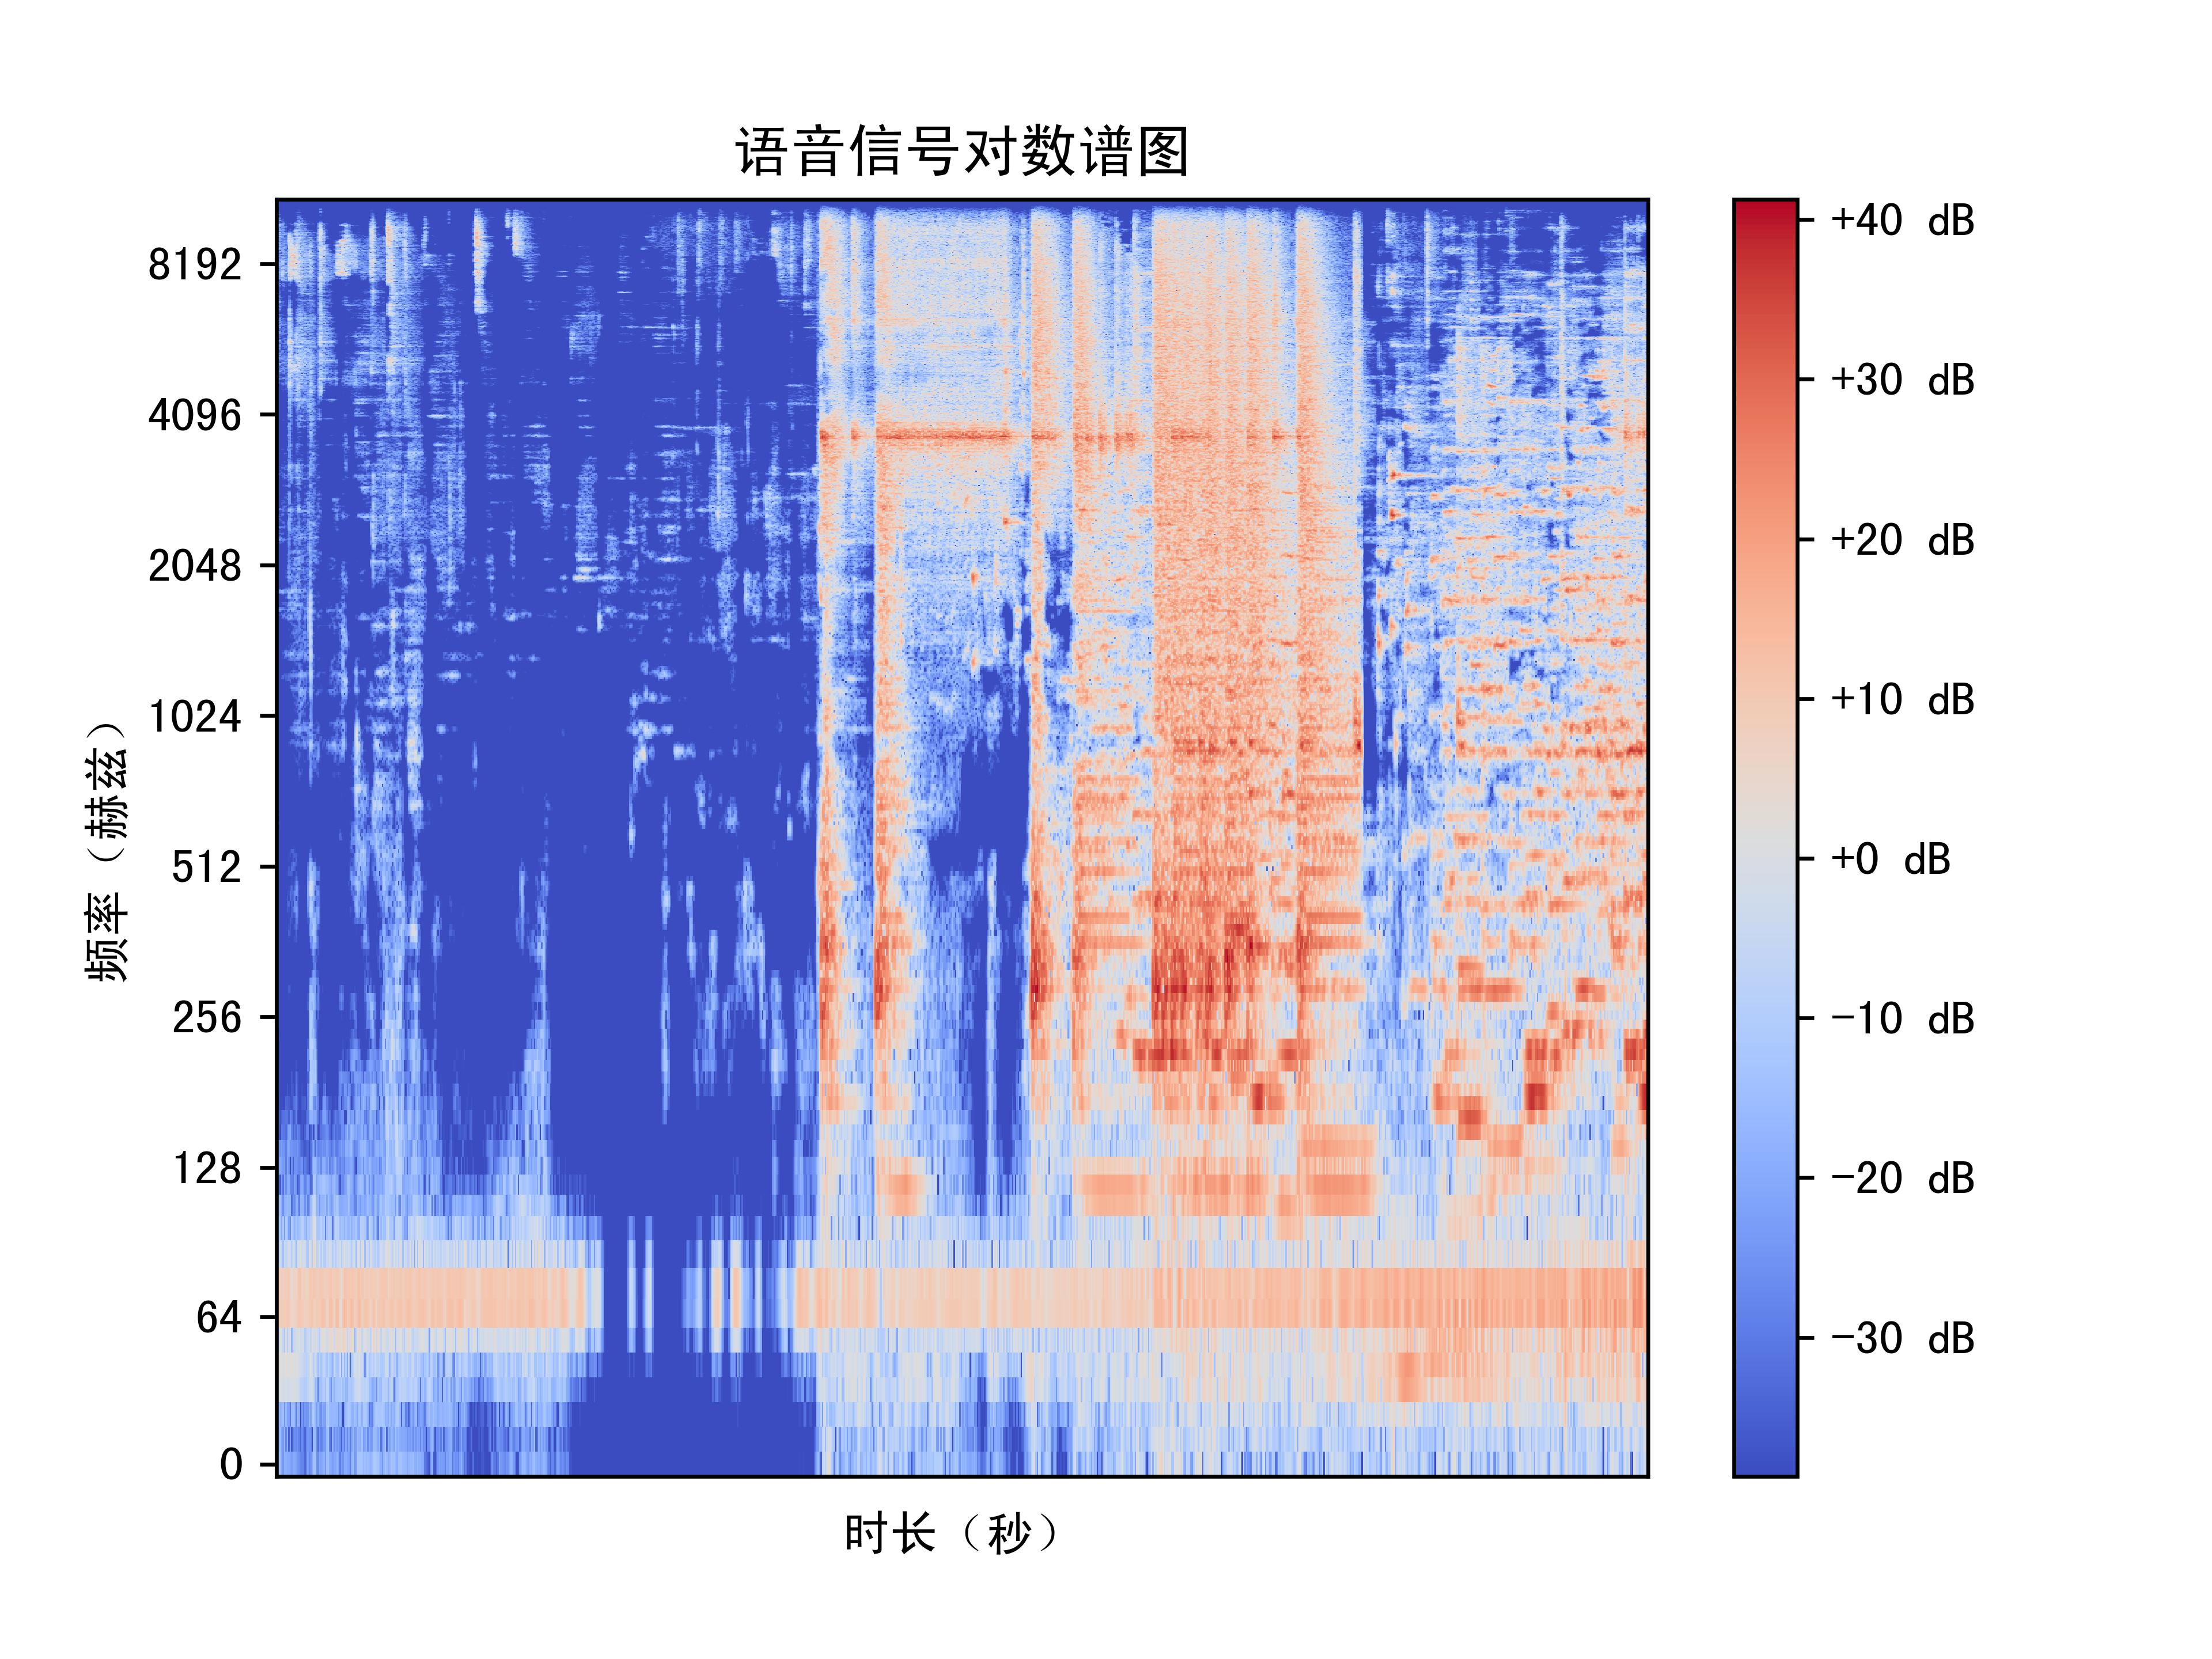 语音信号对数谱图
频率（赫兹）
8192
4096
2048
1024
512
256
128
64
0
时长（秒）
+40 dB
+30 dB
+20 dB
+10 dB
+0 dB
-10 dB
-20 dB
-30 dB